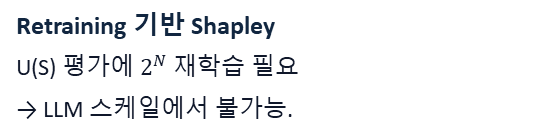 Retraining 기반 Shapley
U(S) 평가에 2^N 재학습 필요
→ LLM 스케일에서 불가능.